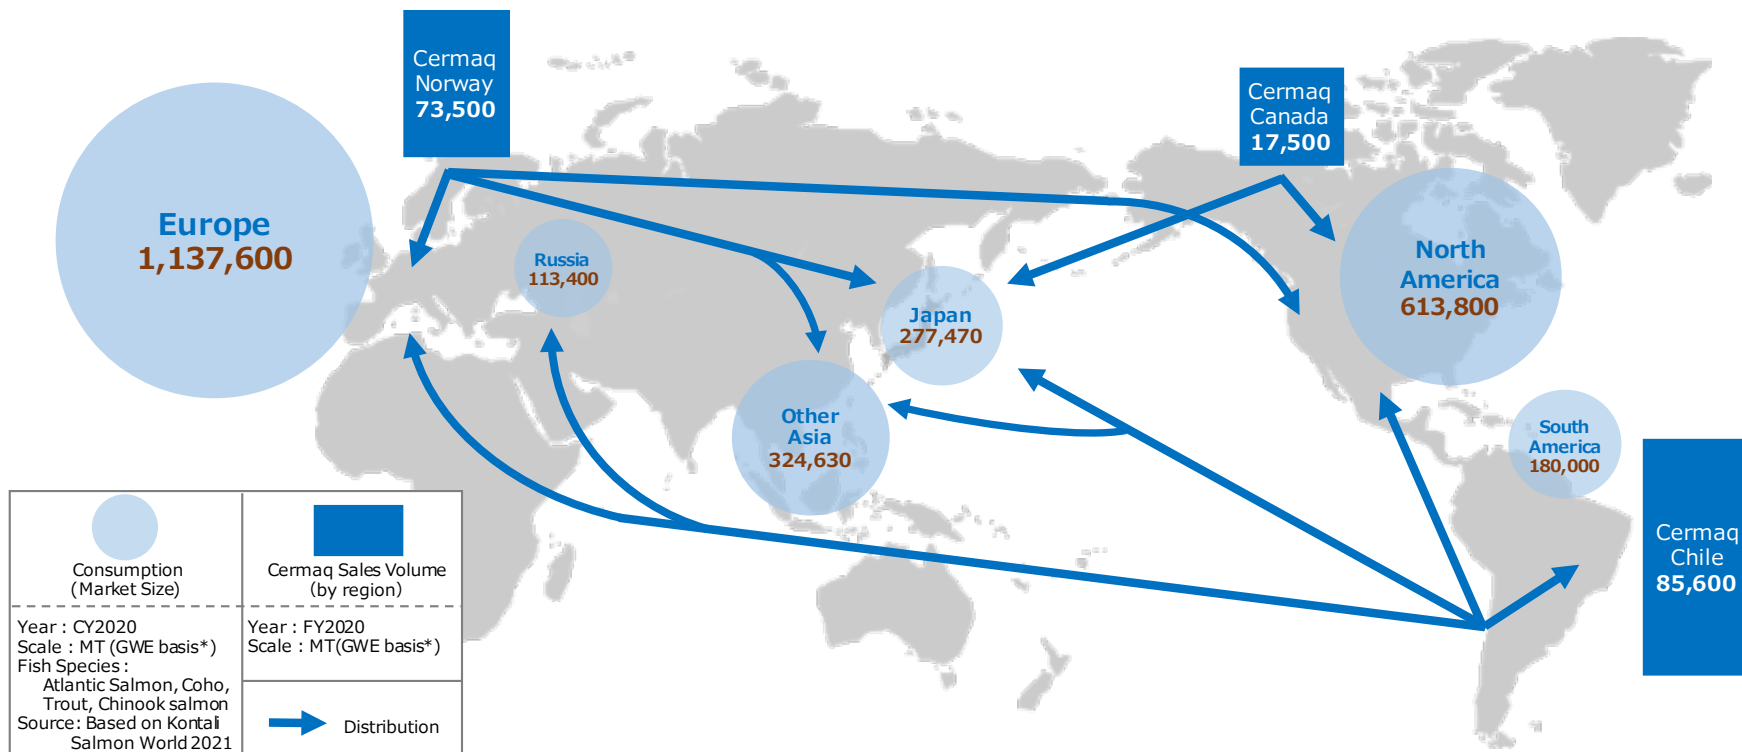 Cermaq
Norway
73,500
Cermaq
Canada
17,500
Europe
1,137,600
Russia
113,400
Japan
277,470
North
America
613,800
Other
Asia
324,630
South
America
180,000
Cermaq
Chile
85,600
Consumption
(Market Size)
Cermaq Sales Volume
(by region)
Year : CY2020
Scale : MT (GWE basis*)
Fish Species :
Atlantic Salmon, Coho,
Trout, Chinook salmon
Source: Based on Kontali
Salmon World 2021
Year : FY2020
Scale : MT(GWE basis*)
Distribution